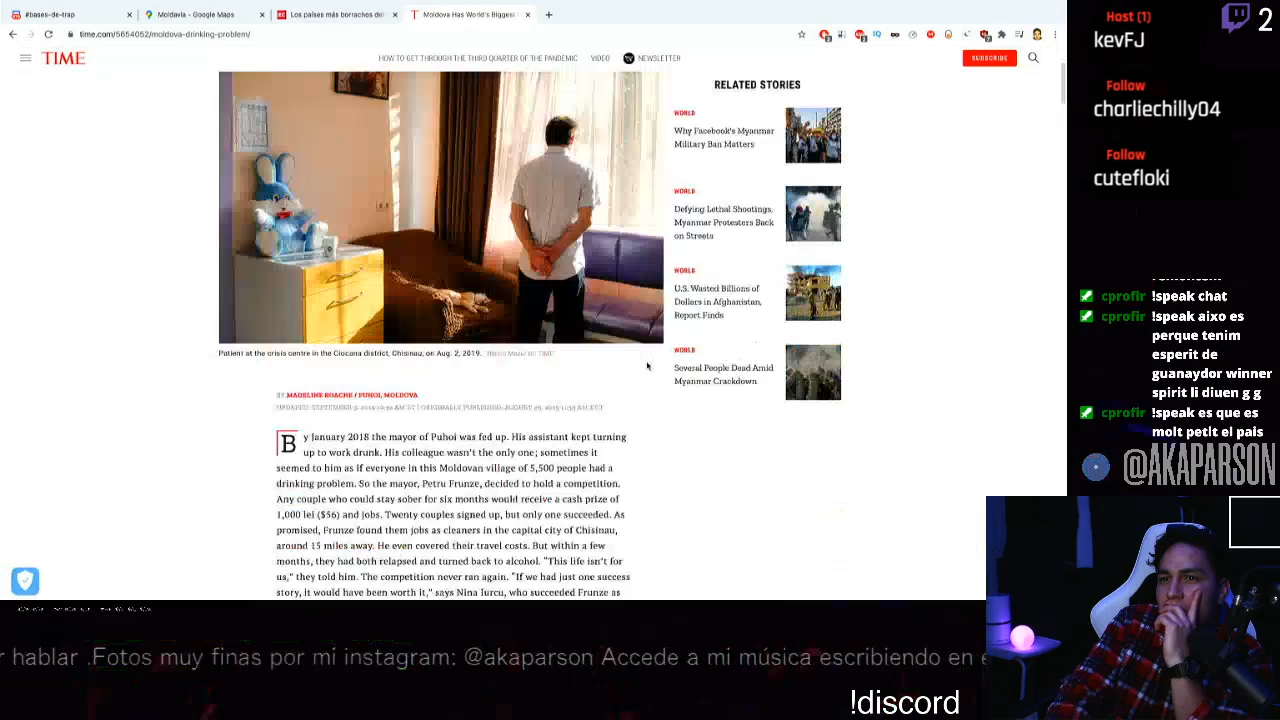 #bases-de-trap
Moldavia - Google Maps
Los países más borrachos del
Moldova Has World's Biggest
time.com/5654052/moldova-drinking-problem/
TIME
HOW TO GET THROUGH THE THIRD QUARTER OF THE PANDEMIC
VIDEO
NEWSLETTER
SUBSCRIBE
Patient at the crisis centre in the Ciocana district, Chisinau, on Aug. 2, 2019.
BY MADELINE ROACHE / PUHOI, MOLDOVA
By January 2018 the mayor of Puhoi was fed up. His assistant kept turning
up to work drunk. His colleague wasn't the only one; sometimes it
seemed to him as if everyone in this Moldovan village of 5,500 people had a
drinking problem. So the mayor, Petru Frunze, decided to hold a competition.
Any couple who could stay sober for six months would receive a cash prize of
1,000 lei ($56) and jobs. Twenty couples signed up, but only one succeeded. As
promised, Frunze found them jobs as cleaners in the capital city of Chisinau,
around 15 miles away. He even covered their travel costs. But within a few
months, they had both relapsed and turned back to alcohol. "This life isn't for
us," they told him. The competition never ran again. "If we had just one success
story, it would have been worth it," says Nina Iurcu, who succeeded Frunze as
RELATED STORIES
WORLD
Why Facebook's Myanmar
Military Ban Matters
WORLD
Defying Lethal Shootings,
Myanmar Protesters Back
on Streets
WORLD
U.S. Wasted Billions of
Dollars in Afghanistan,
Report Finds
WORLD
Several People Dead Amid
Myanmar Crackdown
Host (1)
kevFJ
2
Follow
charliechilly04
Follow
cutefloki
cprofir !speak chat
cprofir !speak aixo es
perque tenim
esperit de
guanaydor winner
spirit li diuen g g
cprofir !speak es que es
molt petit el pais
@AKAPARSON
r hablar .Fotos muy finas por mi instagram: @akaparson Accede a mi música escribiendo en e
!discord